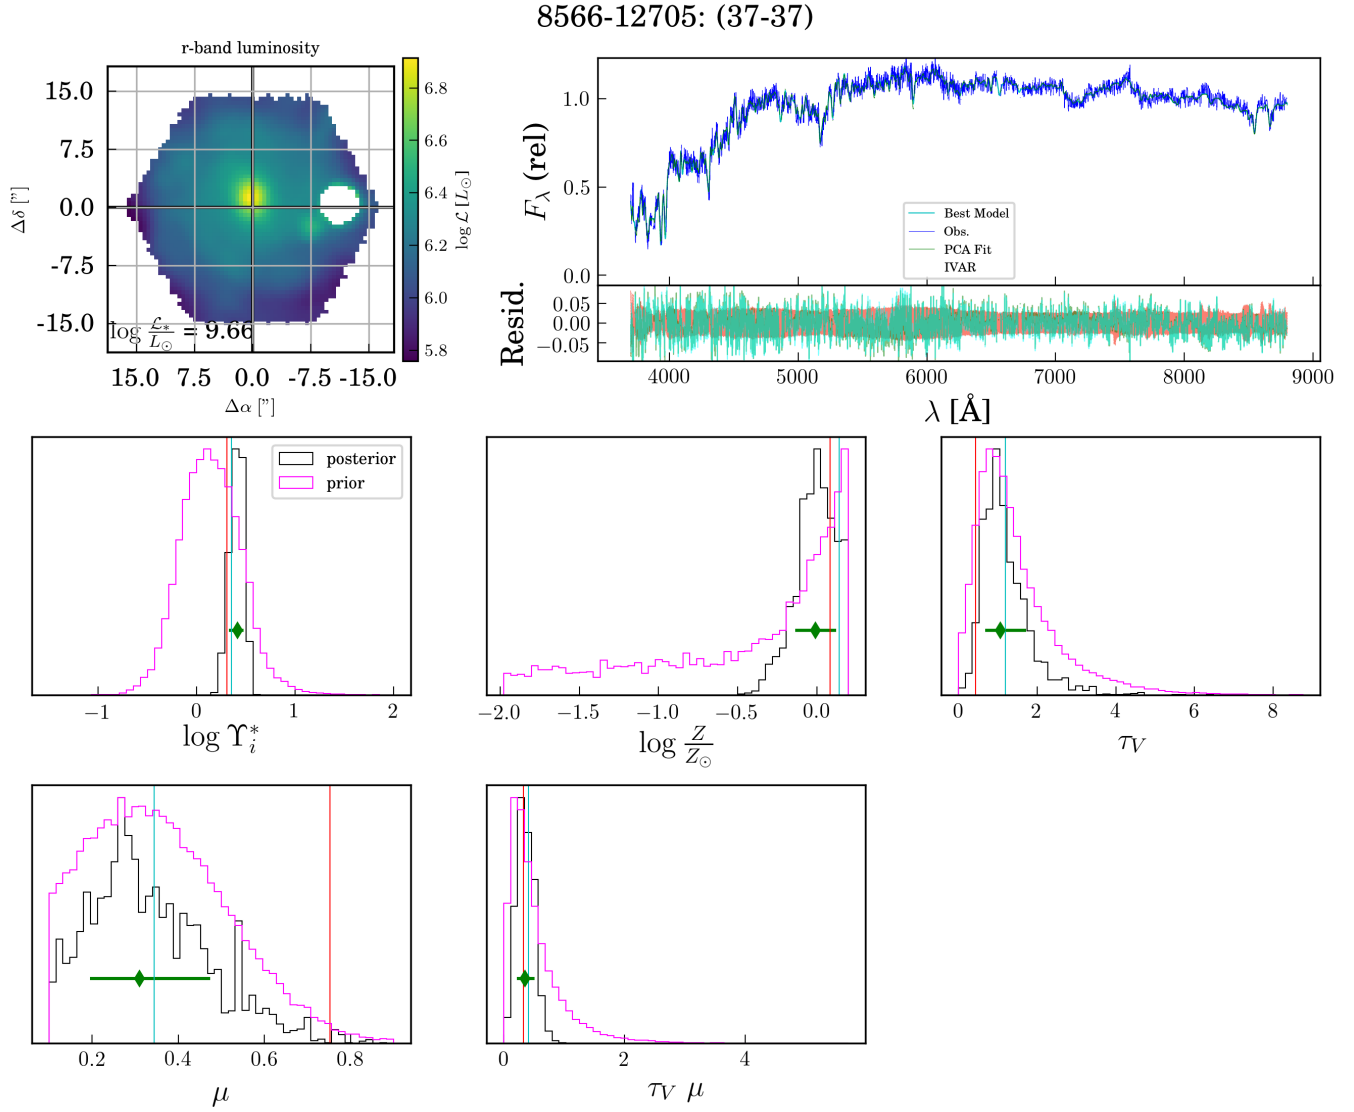 8566-12705: (37-37)
r-band luminosity
15.0
7.5
0.0
-7.5
-15.0
Δδ ["]
log 𝓛*/L⊙ = 9.66
15.0 7.5 0.0 -7.5 -15.0
Δα ["]
6.8
6.6
6.4
6.2
6.0
5.8
log 𝓛 [L⊙]
1.0
0.5
0.0
F_λ (rel)
Best Model
Obs.
PCA Fit
IVAR
0.05
0.00
−0.05
Resid.
4000 5000 6000 7000 8000 9000
λ [Å]
posterior
prior
−1 0 1 2
log Υ*_i
−2.0 −1.5 −1.0 −0.5 0.0
log Z/Z⊙
0 2 4 6 8
τ_V
0.2 0.4 0.6 0.8
μ
0 2 4
τ_V μ